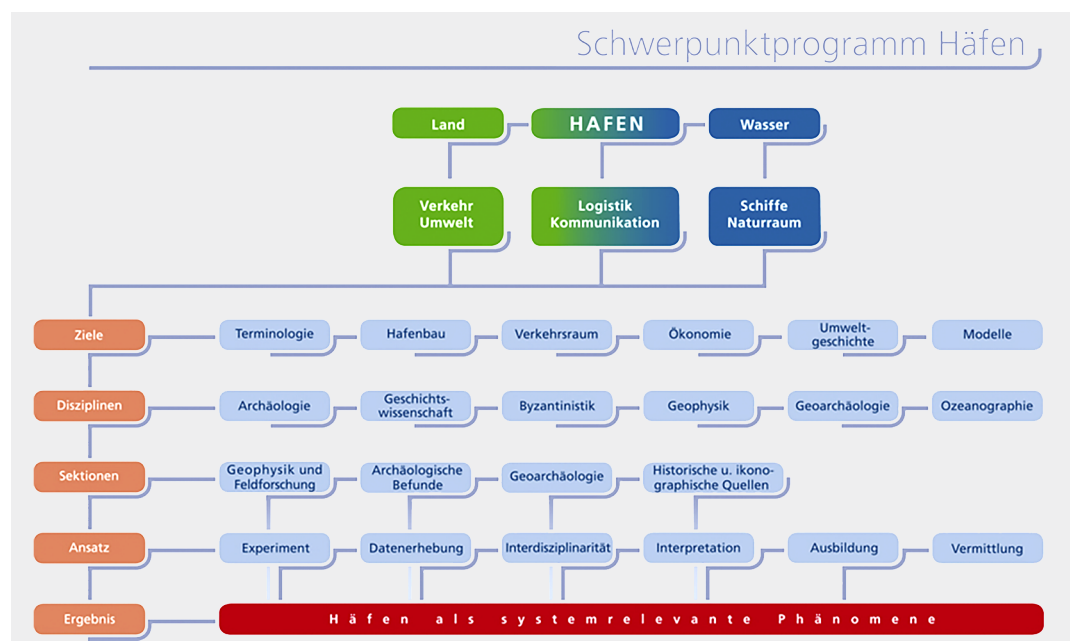 Schwerpunktprogramm Häfen
Land
HAFEN
Wasser
Verkehr
Umwelt
Logistik
Kommunikation
Schiffe
Naturraum
Ziele
Terminologie
Hafenbau
Verkehrsraum
Ökonomie
Umwelt-
geschichte
Modelle
Disziplinen
Archäologie
Geschichts-
wissenschaft
Byzantinistik
Geophysik
Geoarchäologie
Ozeanographie
Sektionen
Geophysik und
Feldforschung
Archäologische
Befunde
Geoarchäologie
Historische u. ikono-
graphische Quellen
Ansatz
Experiment
Datenerhebung
Interdisziplinarität
Interpretation
Ausbildung
Vermittlung
Ergebnis
Häfen als systemrelevante Phänomene